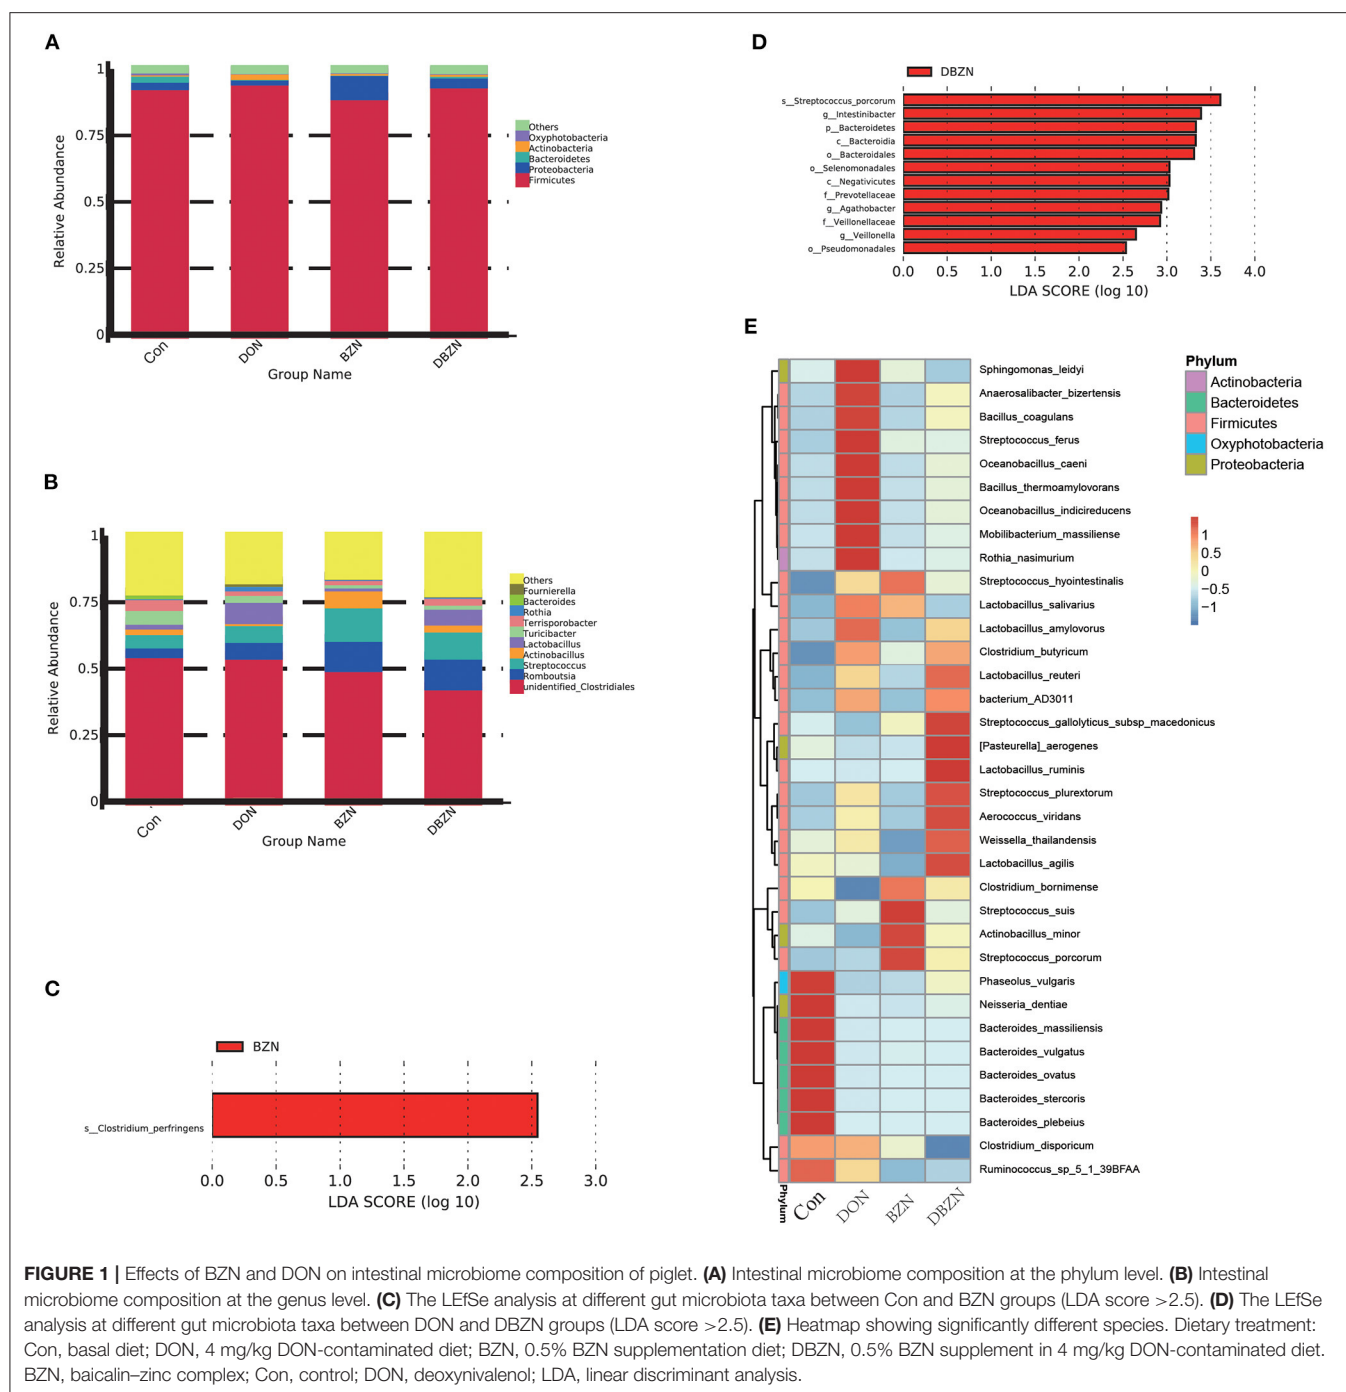 A
1
0.75
0.5
0.25
0
Relative Abundance
Con
DON
BZN
DBZN
Group Name
Others
Oxyphotobacteria
Actinobacteria
Bacteroidetes
Proteobacteria
Firmicutes
B
1
0.75
0.5
0.25
0
Relative Abundance
Con
DON
BZN
DBZN
Group Name
Others
Fournierella
Bacteroides
Rothia
Terrisporobacter
Turicibacter
Lactobacillus
Actinobacillus
Streptococcus
Romboutsia
unidentified_Clostridiales
C
BZN
s__Clostridium_perfringens
0.0 0.5 1.0 1.5 2.0 2.5 3.0
LDA SCORE (log 10)
D
DBZN
s__Streptococcus_porcorum
g__Intestinibacter
p__Bacteroidetes
c__Bacteroidia
o__Bacteroidales
o__Selenomonadales
c__Negativicutes
f__Prevotellaceae
g__Agathobacter
f__Veillonellaceae
g__Veillonella
o__Pseudomonadales
0.0 0.5 1.0 1.5 2.0 2.5 3.0 3.5 4.0
LDA SCORE (log 10)
E
Sphingomonas_leidyi
Anaerosalibacter_bizertensis
Bacillus_coagulans
Streptococcus_ferus
Oceanobacillus_caeni
Bacillus_thermoamylovorans
Oceanobacillus_indicireducens
Mobilibacterium_massiliense
Rothia_nasimurium
Streptococcus_hyointestinalis
Lactobacillus_salivarius
Lactobacillus_amylovorus
Clostridium_butyricum
Lactobacillus_reuteri
bacterium_AD3011
Streptococcus_gallolyticus_subsp_macedonicus
[Pasteurella]_aerogenes
Lactobacillus_ruminis
Streptococcus_plurextorum
Aerococcus_viridans
Weissella_thailandensis
Lactobacillus_agilis
Clostridium_bornimense
Streptococcus_suis
Actinobacillus_minor
Streptococcus_porcorum
Phaseolus_vulgaris
Neisseria_dentiae
Bacteroides_massiliensis
Bacteroides_vulgatus
Bacteroides_ovatus
Bacteroides_stercoris
Bacteroides_plebeius
Clostridium_disporicum
Ruminococcus_sp_5_1_39BFAA
Phylum
Con
DON
BZN
DBZN
Phylum
Actinobacteria
Bacteroidetes
Firmicutes
Oxyphotobacteria
Proteobacteria
1
0.5
0
−0.5
−1
FIGURE 1 | Effects of BZN and DON on intestinal microbiome composition of piglet. (A) Intestinal microbiome composition at the phylum level. (B) Intestinal
microbiome composition at the genus level. (C) The LEfSe analysis at different gut microbiota taxa between Con and BZN groups (LDA score >2.5). (D) The LEfSe
analysis at different gut microbiota taxa between DON and DBZN groups (LDA score >2.5). (E) Heatmap showing significantly different species. Dietary treatment:
Con, basal diet; DON, 4 mg/kg DON-contaminated diet; BZN, 0.5% BZN supplementation diet; DBZN, 0.5% BZN supplement in 4 mg/kg DON-contaminated diet.
BZN, baicalin–zinc complex; Con, control; DON, deoxynivalenol; LDA, linear discriminant analysis.